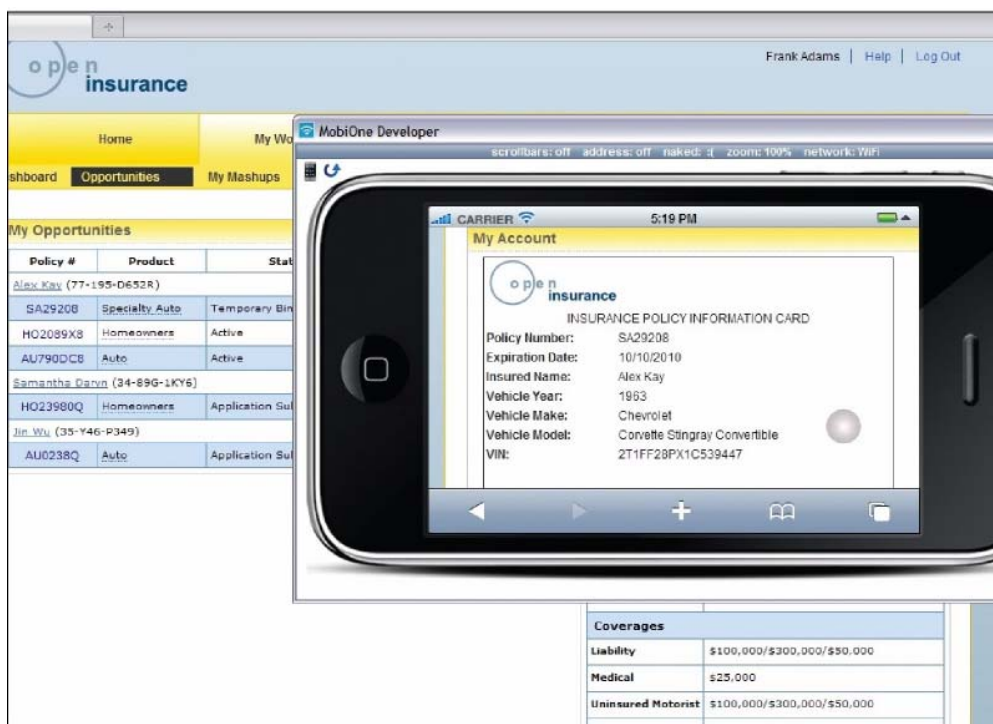 open
insurance
Frank Adams | Help | Log Out
Home
My Wo
shboard
Opportunities
My Mashups
My Opportunities
Policy # Product Stat
Alex Kay (77-195-D652R)
SA29208 Specialty Auto Temporary Bin
HO2089X8 Homeowners Active
AU790DC8 Auto Active
Samantha Daryn (34-89G-1KY6)
HO23980Q Homeowners Application Sul
Jin Wu (35-Y46-P349)
AU0238Q Auto Application Sul
MobiOne Developer
scrollbars: off address: off naked: :( zoom: 100% network: WiFi
CARRIER 5:19 PM
My Account
open
insurance
INSURANCE POLICY INFORMATION CARD
Policy Number: SA29208
Expiration Date: 10/10/2010
Insured Name: Alex Kay
Vehicle Year: 1963
Vehicle Make: Chevrolet
Vehicle Model: Corvette Stingray Convertible
VIN: 2T1FF28PX1C539447
Coverages
Liability $100,000/$300,000/$50,000
Medical $25,000
Uninsured Motorist $100,000/$300,000/$50,000